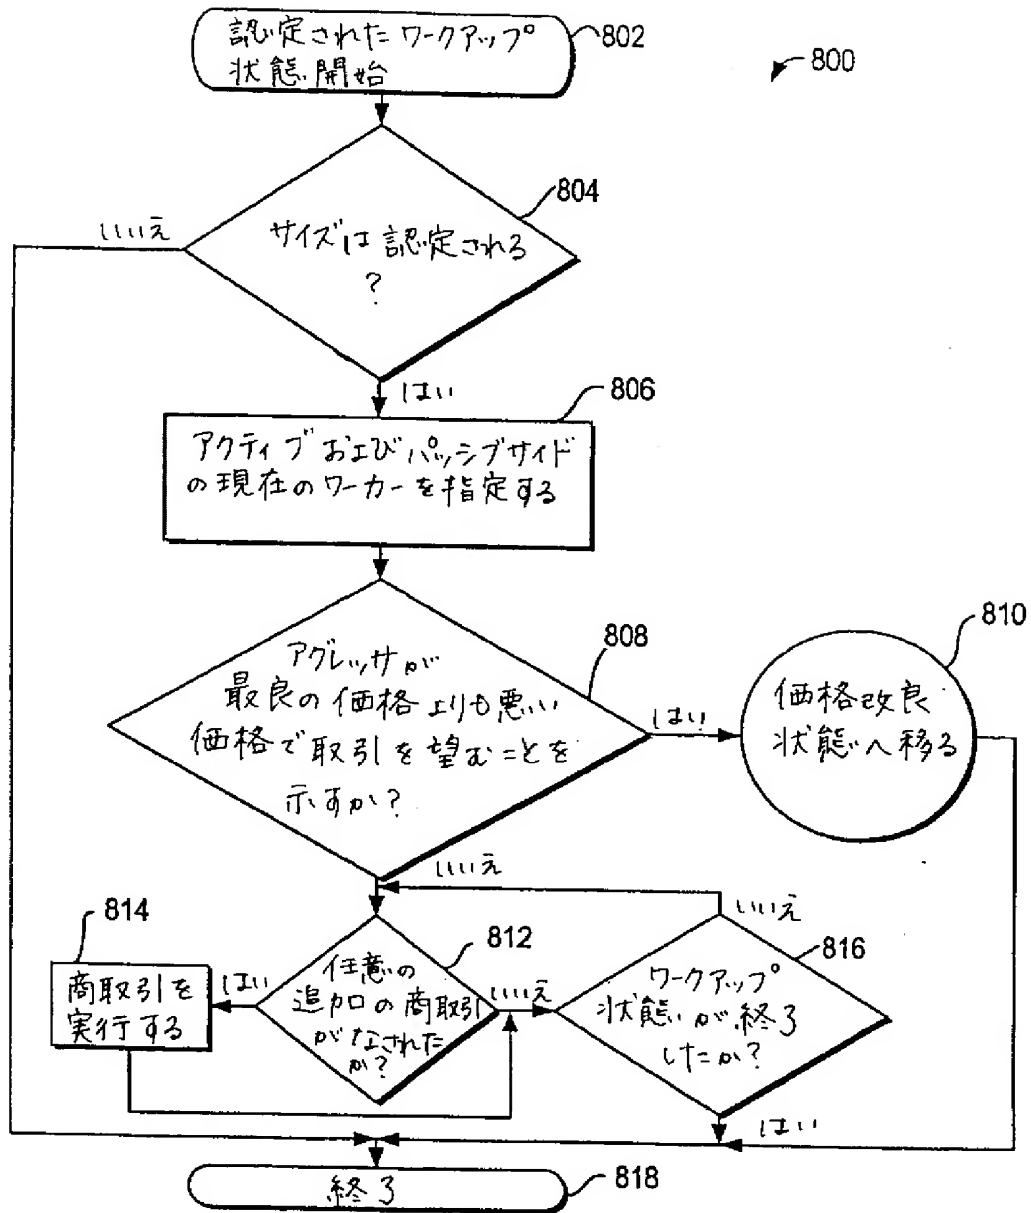 認定された ワークアップ
状態開始
802
800
804
いいえ
サイズは認定される
?
はい
806
アクティブおよびパッシブサイド
の現在のワーカーを指定する
808
アグレッサが
最良の価格よりも悪い
価格で取引を望むことを
示すか?
はい
810
価格改良
状態へ移る
いいえ
いいえ
814
812
816
商取引を
実行する
はい
任意の
追加の商取引
がなされた
か?
いいえ
ワークアップ
状態が終了
したか?
はい
終了
818